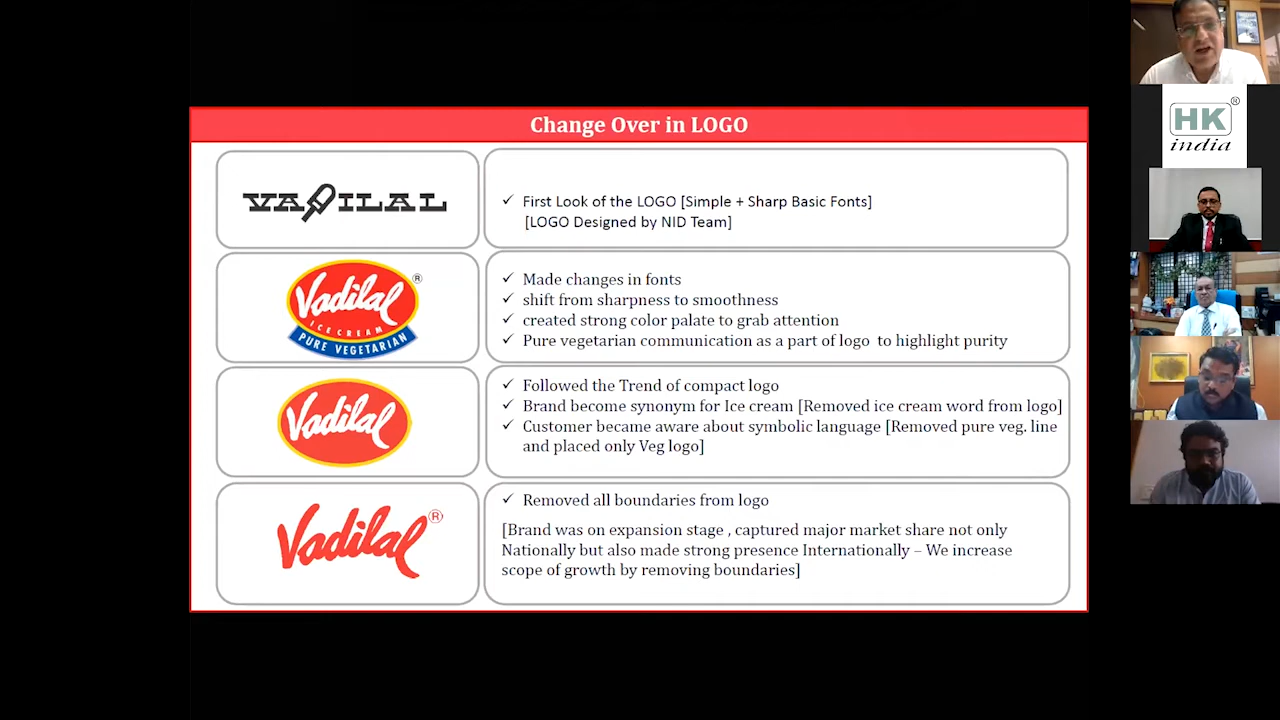 Change Over in LOGO
VADILAL
✓ First Look of the LOGO [Simple + Sharp Basic Fonts]
[LOGO Designed by NID Team]
Vadilal ®
ICE CREAM
PURE VEGETARIAN
✓ Made changes in fonts
✓ shift from sharpness to smoothness
✓ created strong color palate to grab attention
✓ Pure vegetarian communication as a part of logo to highlight purity
Vadilal
✓ Followed the Trend of compact logo
✓ Brand become synonym for Ice cream [Removed ice cream word from logo]
✓ Customer became aware about symbolic language [Removed pure veg. line
and placed only Veg logo]
Vadilal ®
✓ Removed all boundaries from logo
[Brand was on expansion stage , captured major market share not only
Nationally but also made strong presence Internationally – We increase
scope of growth by removing boundaries]
HK ®
india